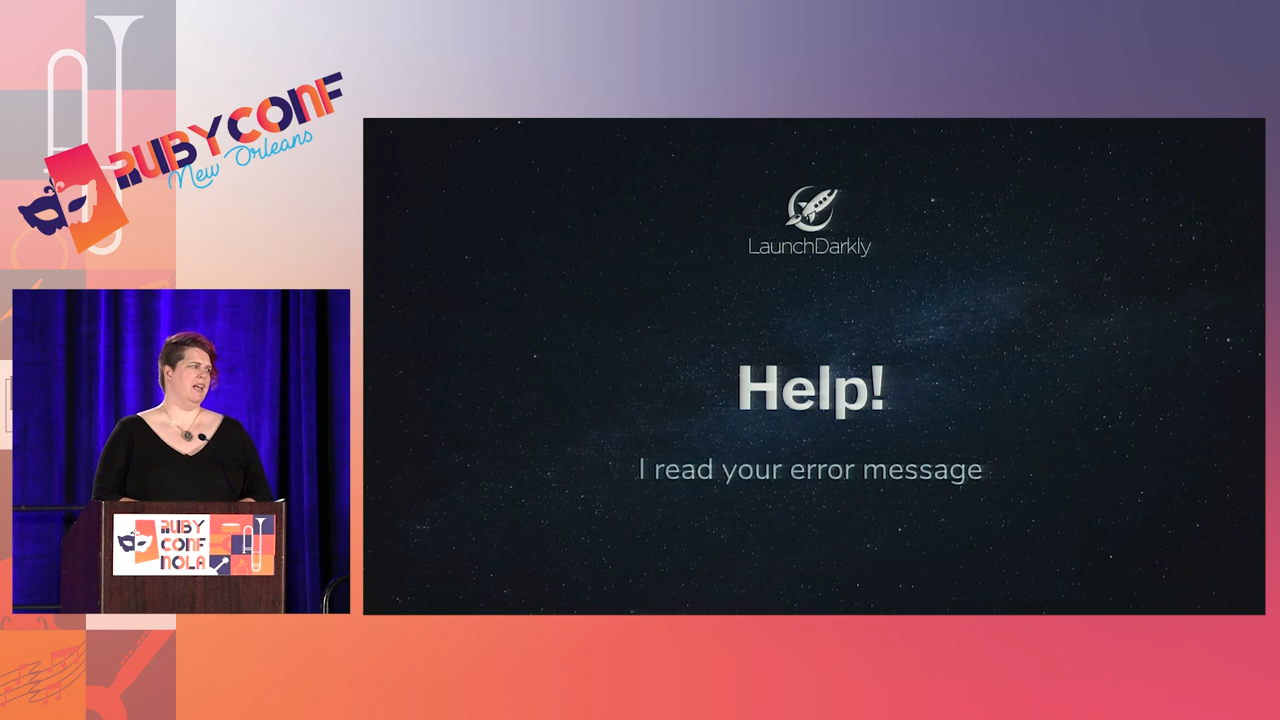 RUBYCONF
New Orleans
LaunchDarkly
Help!
I read your error message
RUBY
CONF
NOLA